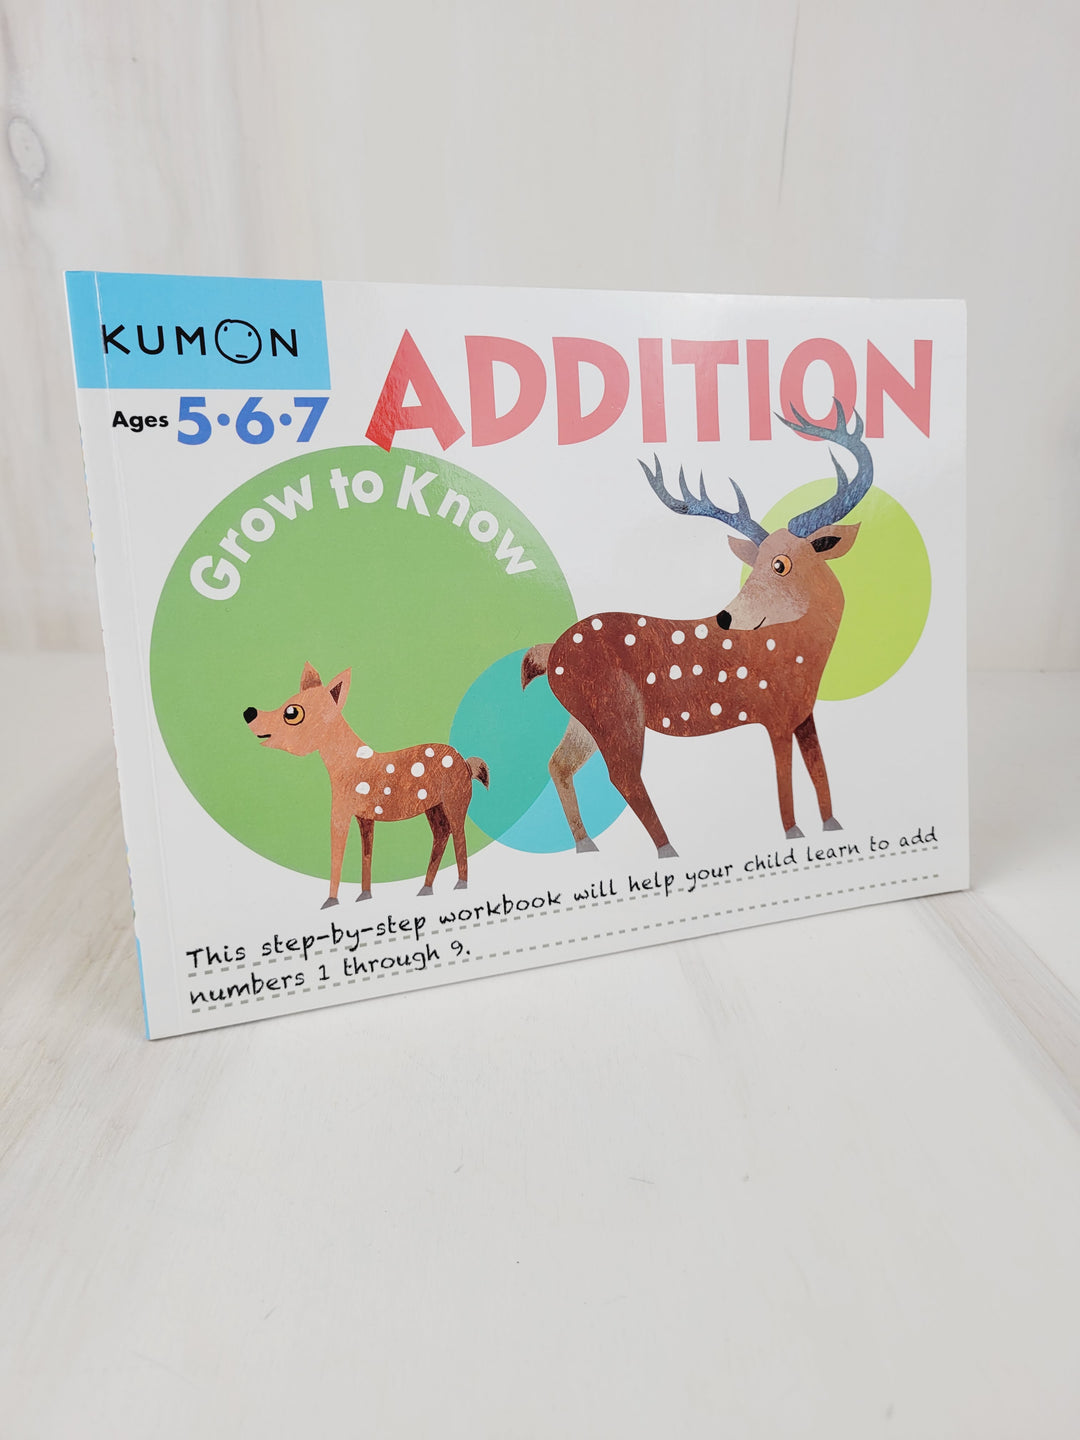 KUMON
Ages 5•6•7
ADDITION
Grow to Know
This step-by-step workbook will help your child learn to add
numbers 1 through 9.